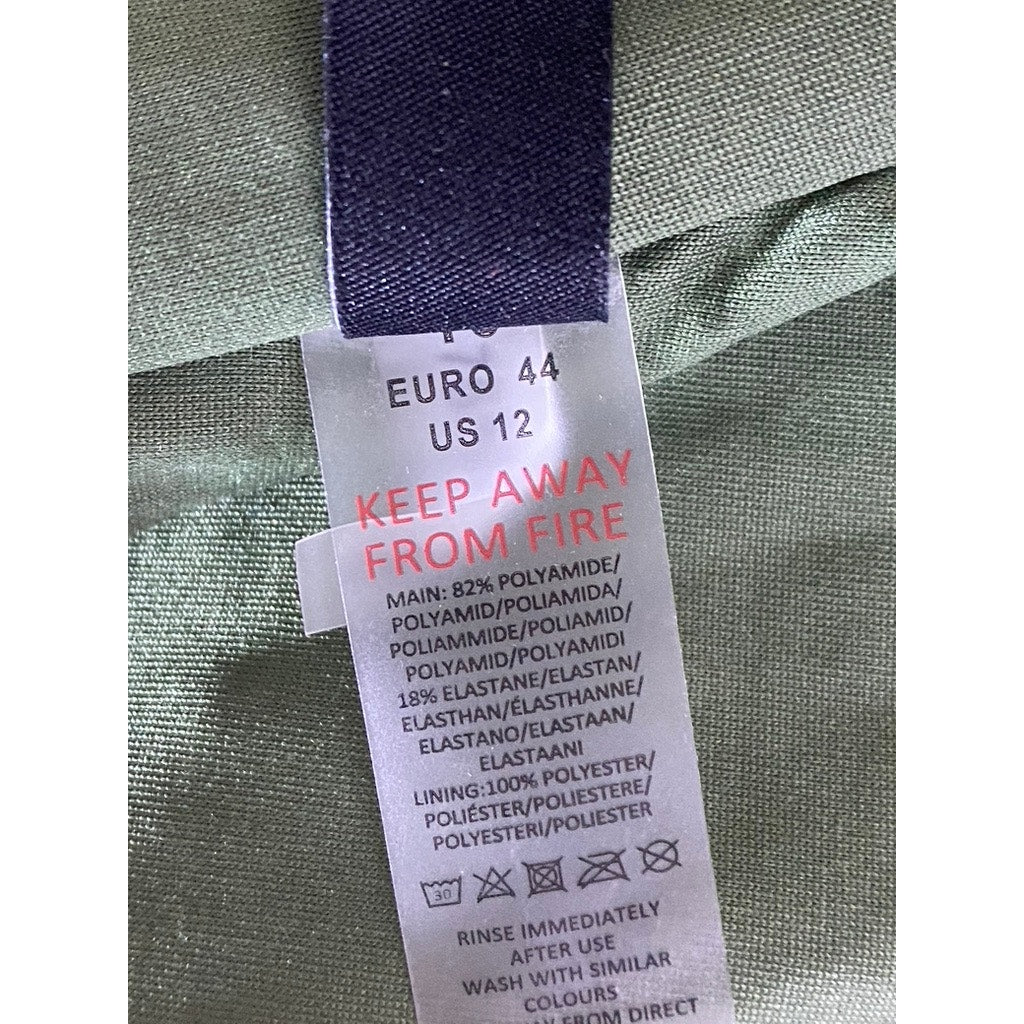 EURO 44
US 12
KEEP AWAY
FROM FIRE
MAIN: 82% POLYAMIDE/
POLYAMID/POLIAMIDA/
POLIAMMIDE/POLIAMID/
POLYAMID/POLYAMIDI
18% ELASTANE/ELASTAN/
ELASTHAN/ÉLASTHANNE/
ELASTANO/ELASTAAN/
ELASTAANI
LINING:100% POLYESTER/
POLIÉSTER/POLIESTERE/
POLYESTERI/POLIESTER
30
RINSE IMMEDIATELY
AFTER USE
WASH WITH SIMILAR
COLOURS
FROM DIRECT